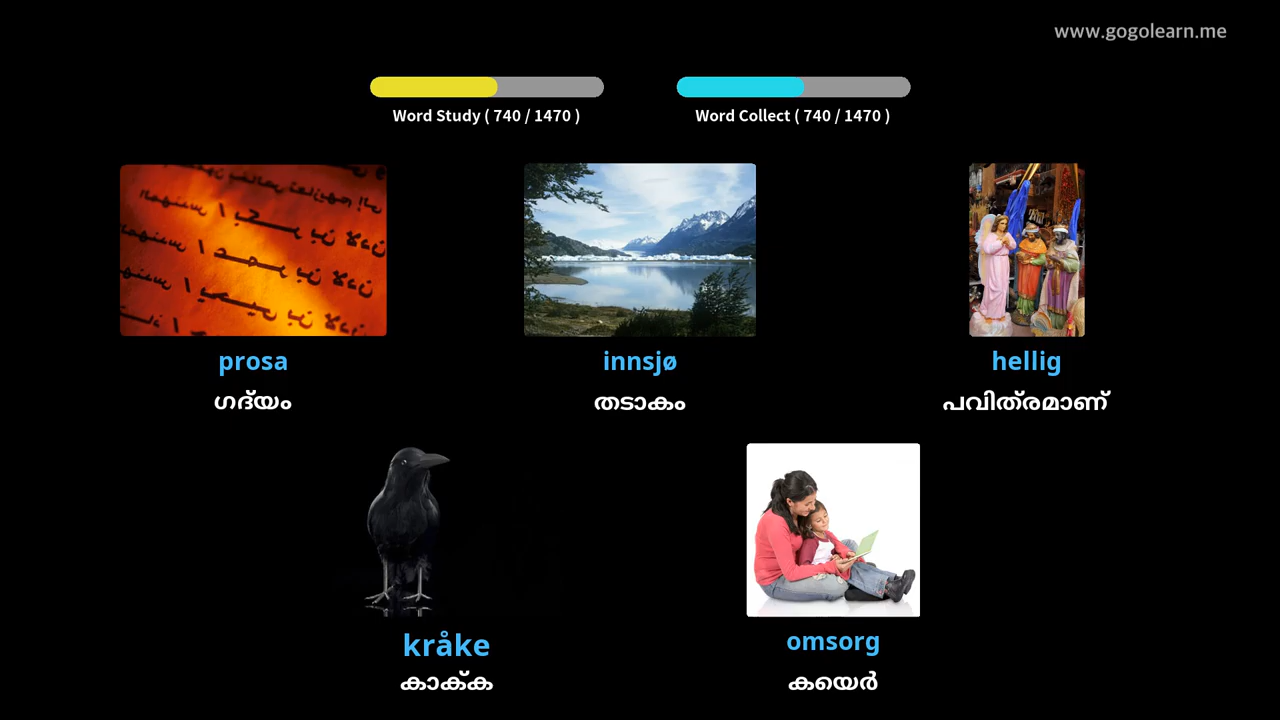 www.gogolearn.me
Word Study ( 740 / 1470 )
Word Collect ( 740 / 1470 )
prosa
innsjø
hellig
ഗദ്യം
തടാകം
പവിത്രമാണ്
kråke
omsorg
കാക്ക
കയെർ